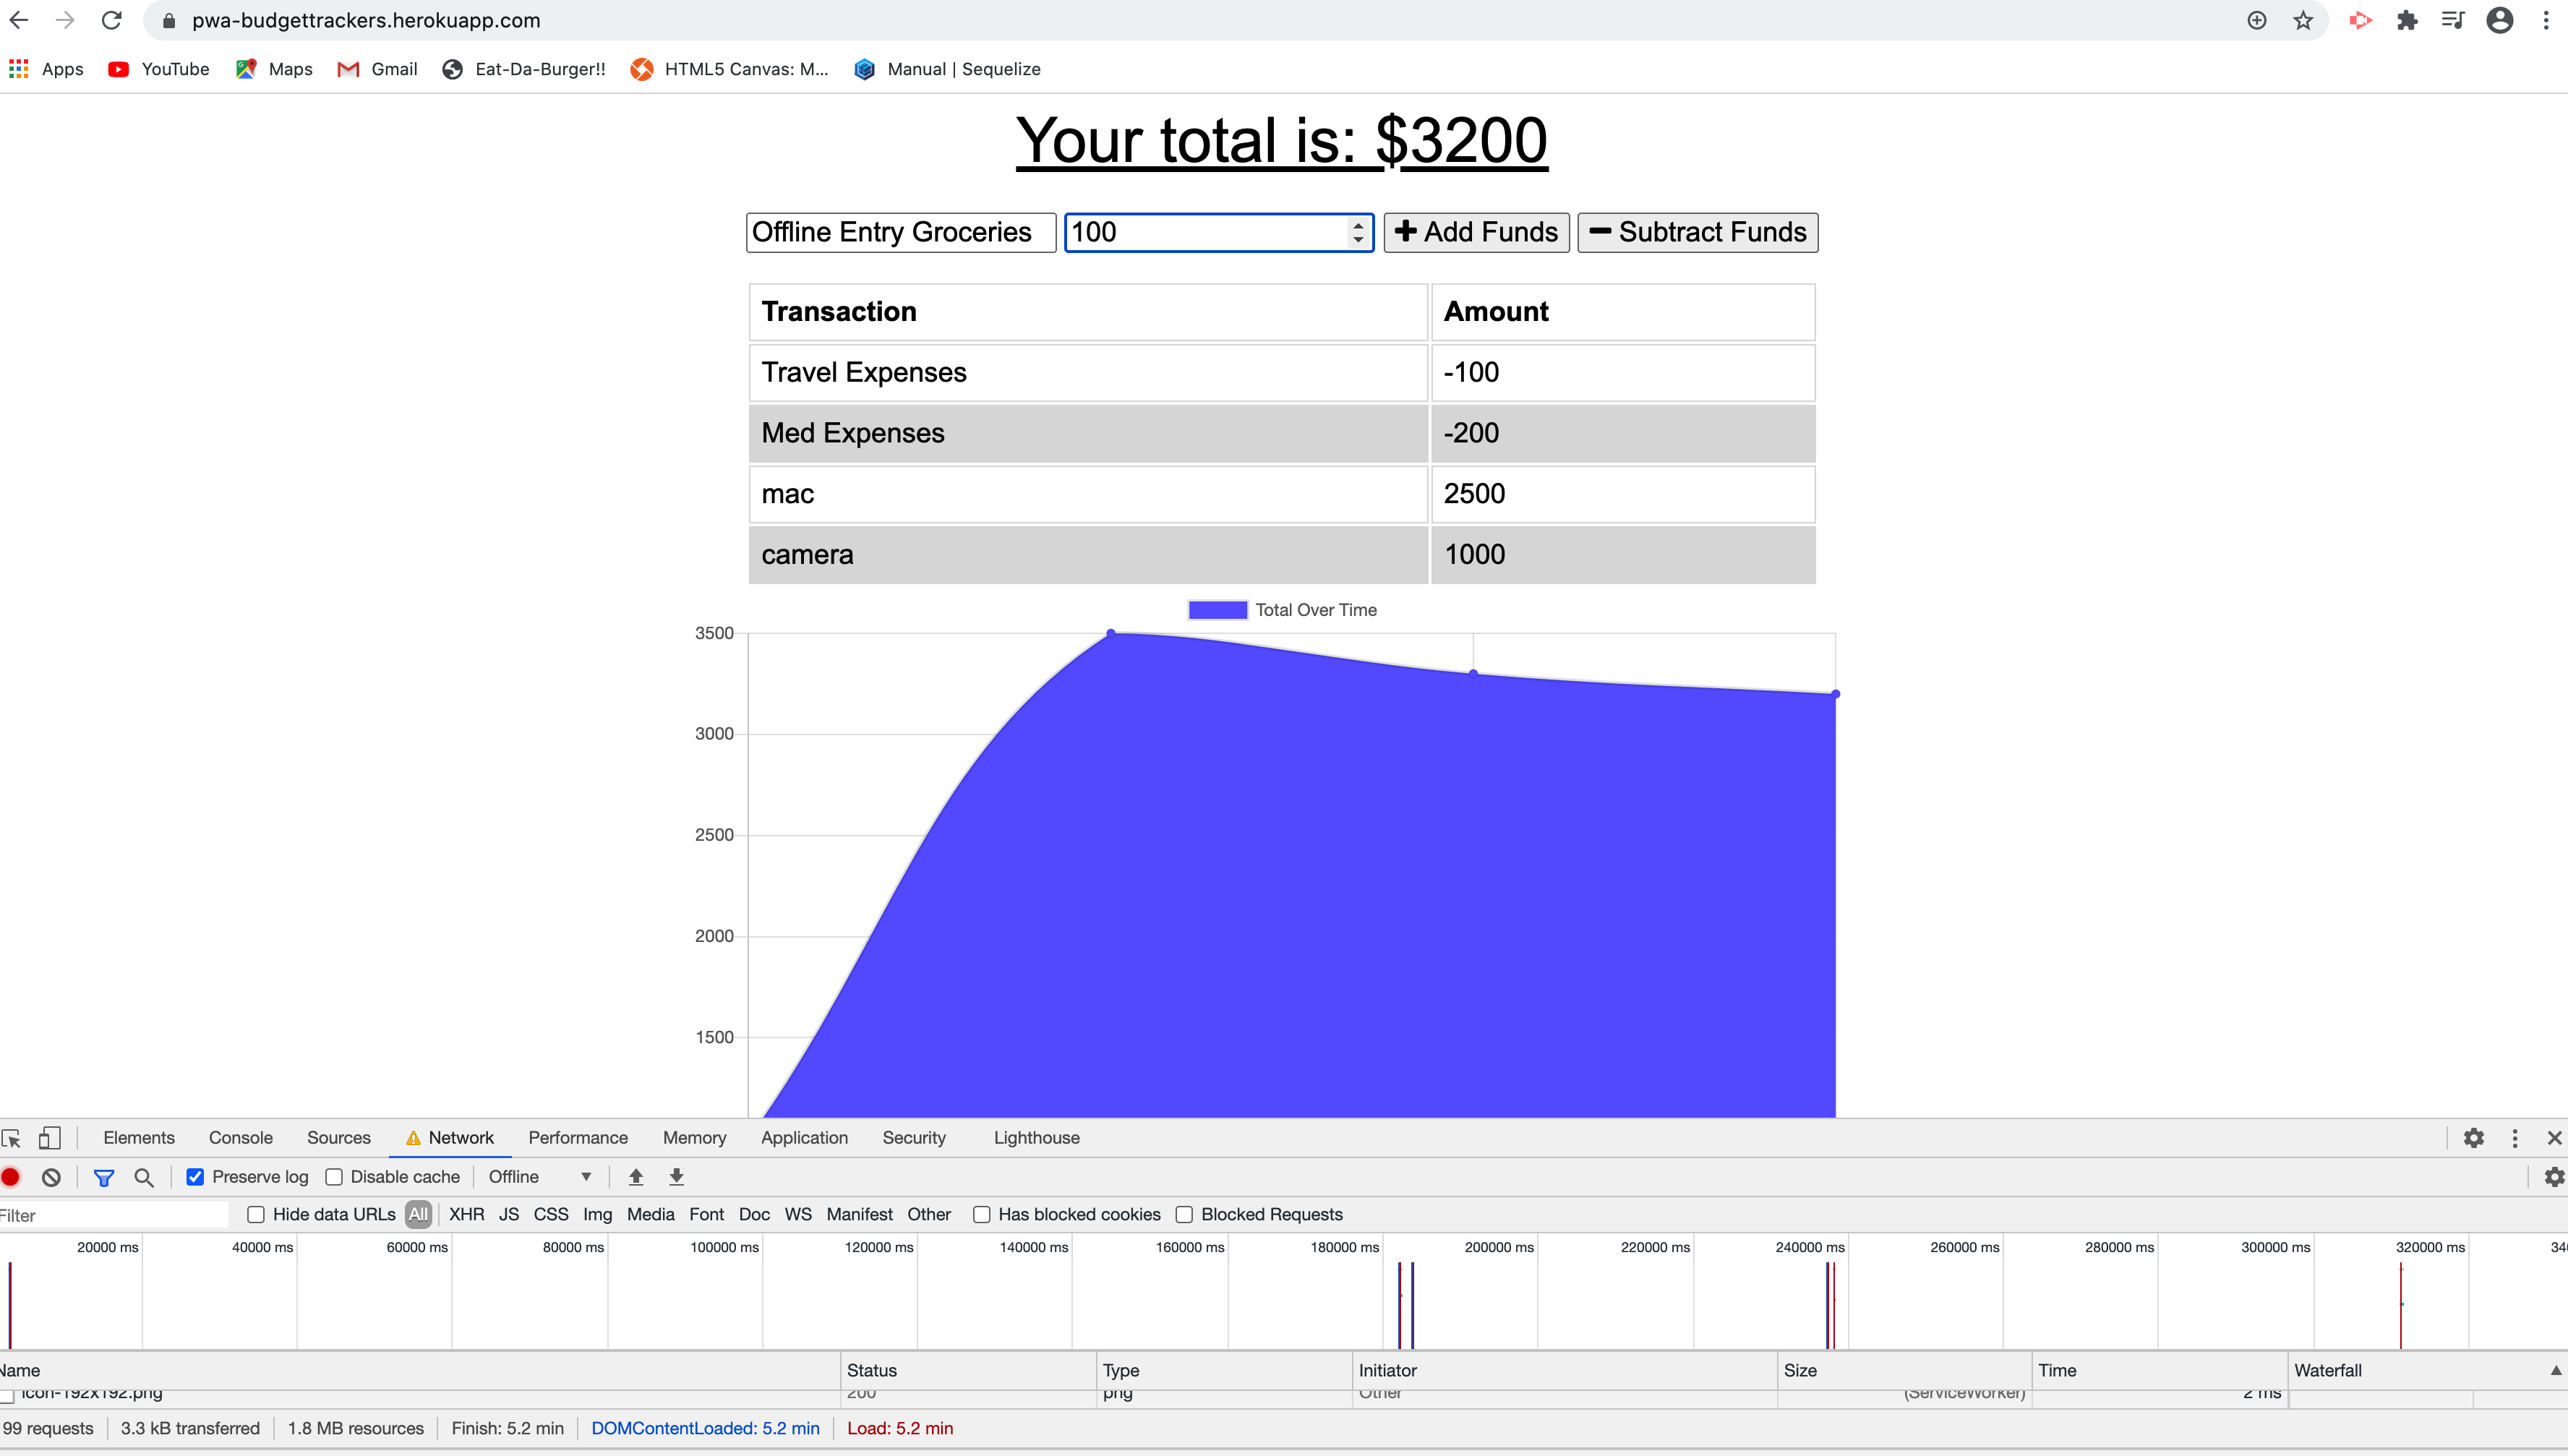 pwa-budgettrackers.herokuapp.com
Apps YouTube Maps Gmail Eat-Da-Burger!! HTML5 Canvas: M... Manual | Sequelize
Your total is: $3200
Offline Entry Groceries 100 Add Funds Subtract Funds
Transaction Amount
Travel Expenses -100
Med Expenses -200
mac 2500
camera 1000
Total Over Time
3500
3000
2500
2000
1500
Elements Console Sources Network Performance Memory Application Security Lighthouse
Preserve log Disable cache Offline
Filter Hide data URLs All XHR JS CSS Img Media Font Doc WS Manifest Other Has blocked cookies Blocked Requests
20000 ms 40000 ms 60000 ms 80000 ms 100000 ms 120000 ms 140000 ms 160000 ms 180000 ms 200000 ms 220000 ms 240000 ms 260000 ms 280000 ms 300000 ms 320000 ms 34
Name Status Type Initiator Size Time Waterfall
icon-192x192.png 200 png Other (ServiceWorker) 2 ms
99 requests 3.3 kB transferred 1.8 MB resources Finish: 5.2 min DOMContentLoaded: 5.2 min Load: 5.2 min